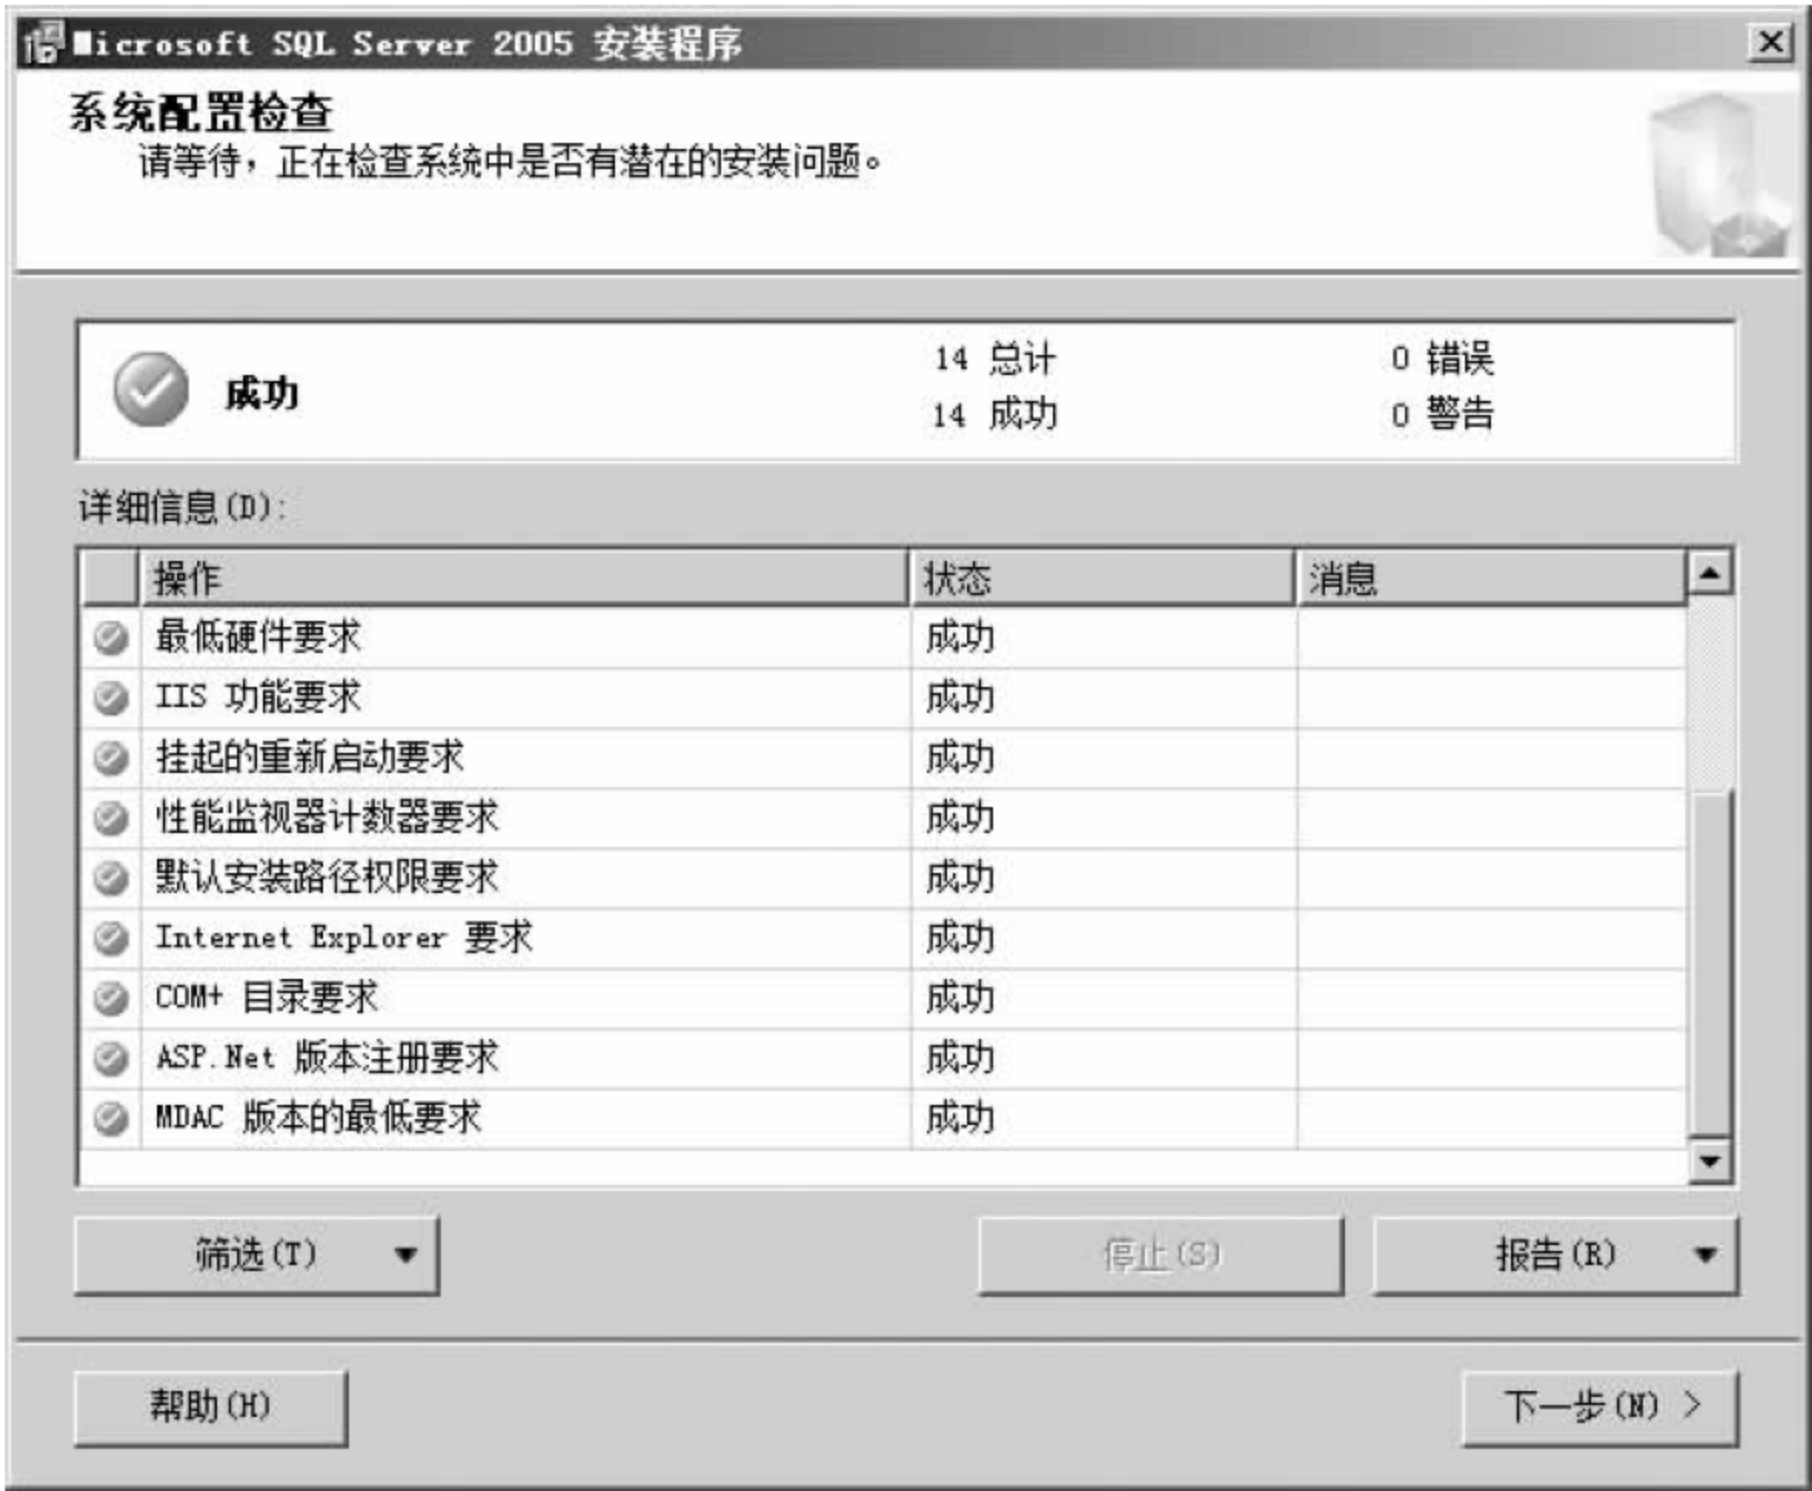 Microsoft SQL Server 2005 安装程序
系统配置检查
请等待，正在检查系统中是否有潜在的安装问题。
成功
14 总计
0 错误
14 成功
0 警告
详细信息(D):
操作 状态 消息
最低硬件要求 成功
IIS 功能要求 成功
挂起的重新启动要求 成功
性能监视器计数器要求 成功
默认安装路径权限要求 成功
Internet Explorer 要求 成功
COM+ 目录要求 成功
ASP.Net 版本注册要求 成功
MDAC 版本的最低要求 成功
筛选(T) 停止(S) 报告(R)
帮助(H) 下一步(N) >